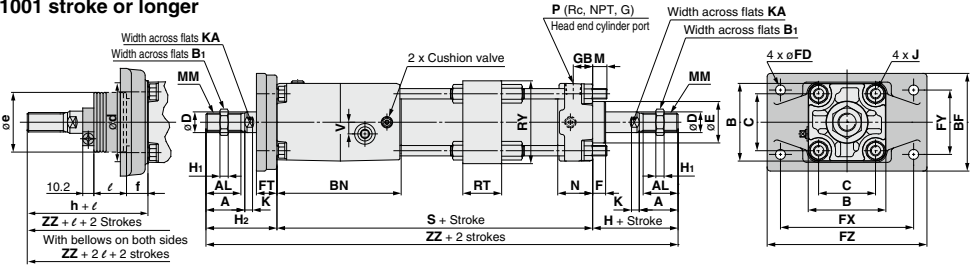 1001 stroke or longer
P (Rc, NPT, G)
Head end cylinder port
Width across flats KA
Width across flats B1
Width across flats KA
Width across flats B1
2 x Cushion valve
GB M
MM
MM
4 x øFD
4 x J
øe
ød
øD
V
RY
øD
øE
B
C
FY
BF
H1
AL
FT
BN
RT
N
F
AL
H1
10.2
ℓ
f
A
K
K
A
C
h + ℓ
H2
S + Stroke
H + Stroke
B
ZZ + ℓ + 2 Strokes
ZZ + 2 strokes
FX
With bellows on both sides
FZ
ZZ + 2 ℓ + 2 strokes